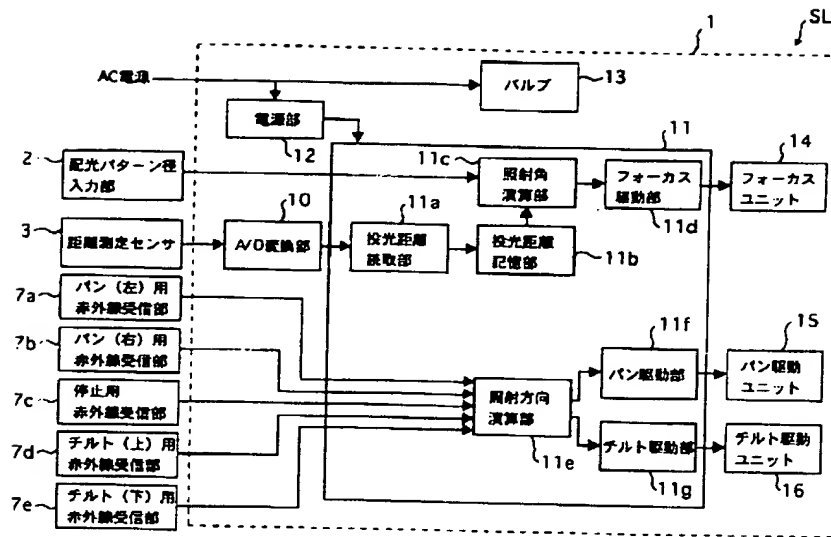 SL
1
AC電源
バルブ
13
電源部
12
11
2
配光パターン径
入力部
11c
照射角
演算部
フォーカス
駆動部
11d
14
フォーカス
ユニット
3
距離測定センサ
10
A/D変換部
11a
投光距離
読取部
投光距離
記憶部
11b
7a
パン（左）用
赤外線受信部
7b
パン（右）用
赤外線受信部
7c
停止用
赤外線受信部
7d
チルト（上）用
赤外線受信部
7e
チルト（下）用
赤外線受信部
照射方向
演算部
11e
11f
パン駆動部
15
パン駆動
ユニット
チルト駆動部
11g
チルト駆動
ユニット
16